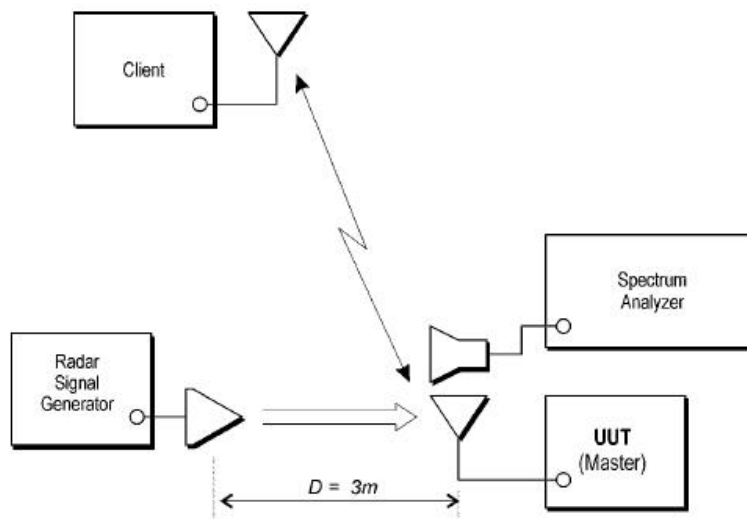 Client
Spectrum
Analyzer
Radar
Signal
Generator
UUT
(Master)
D = 3m